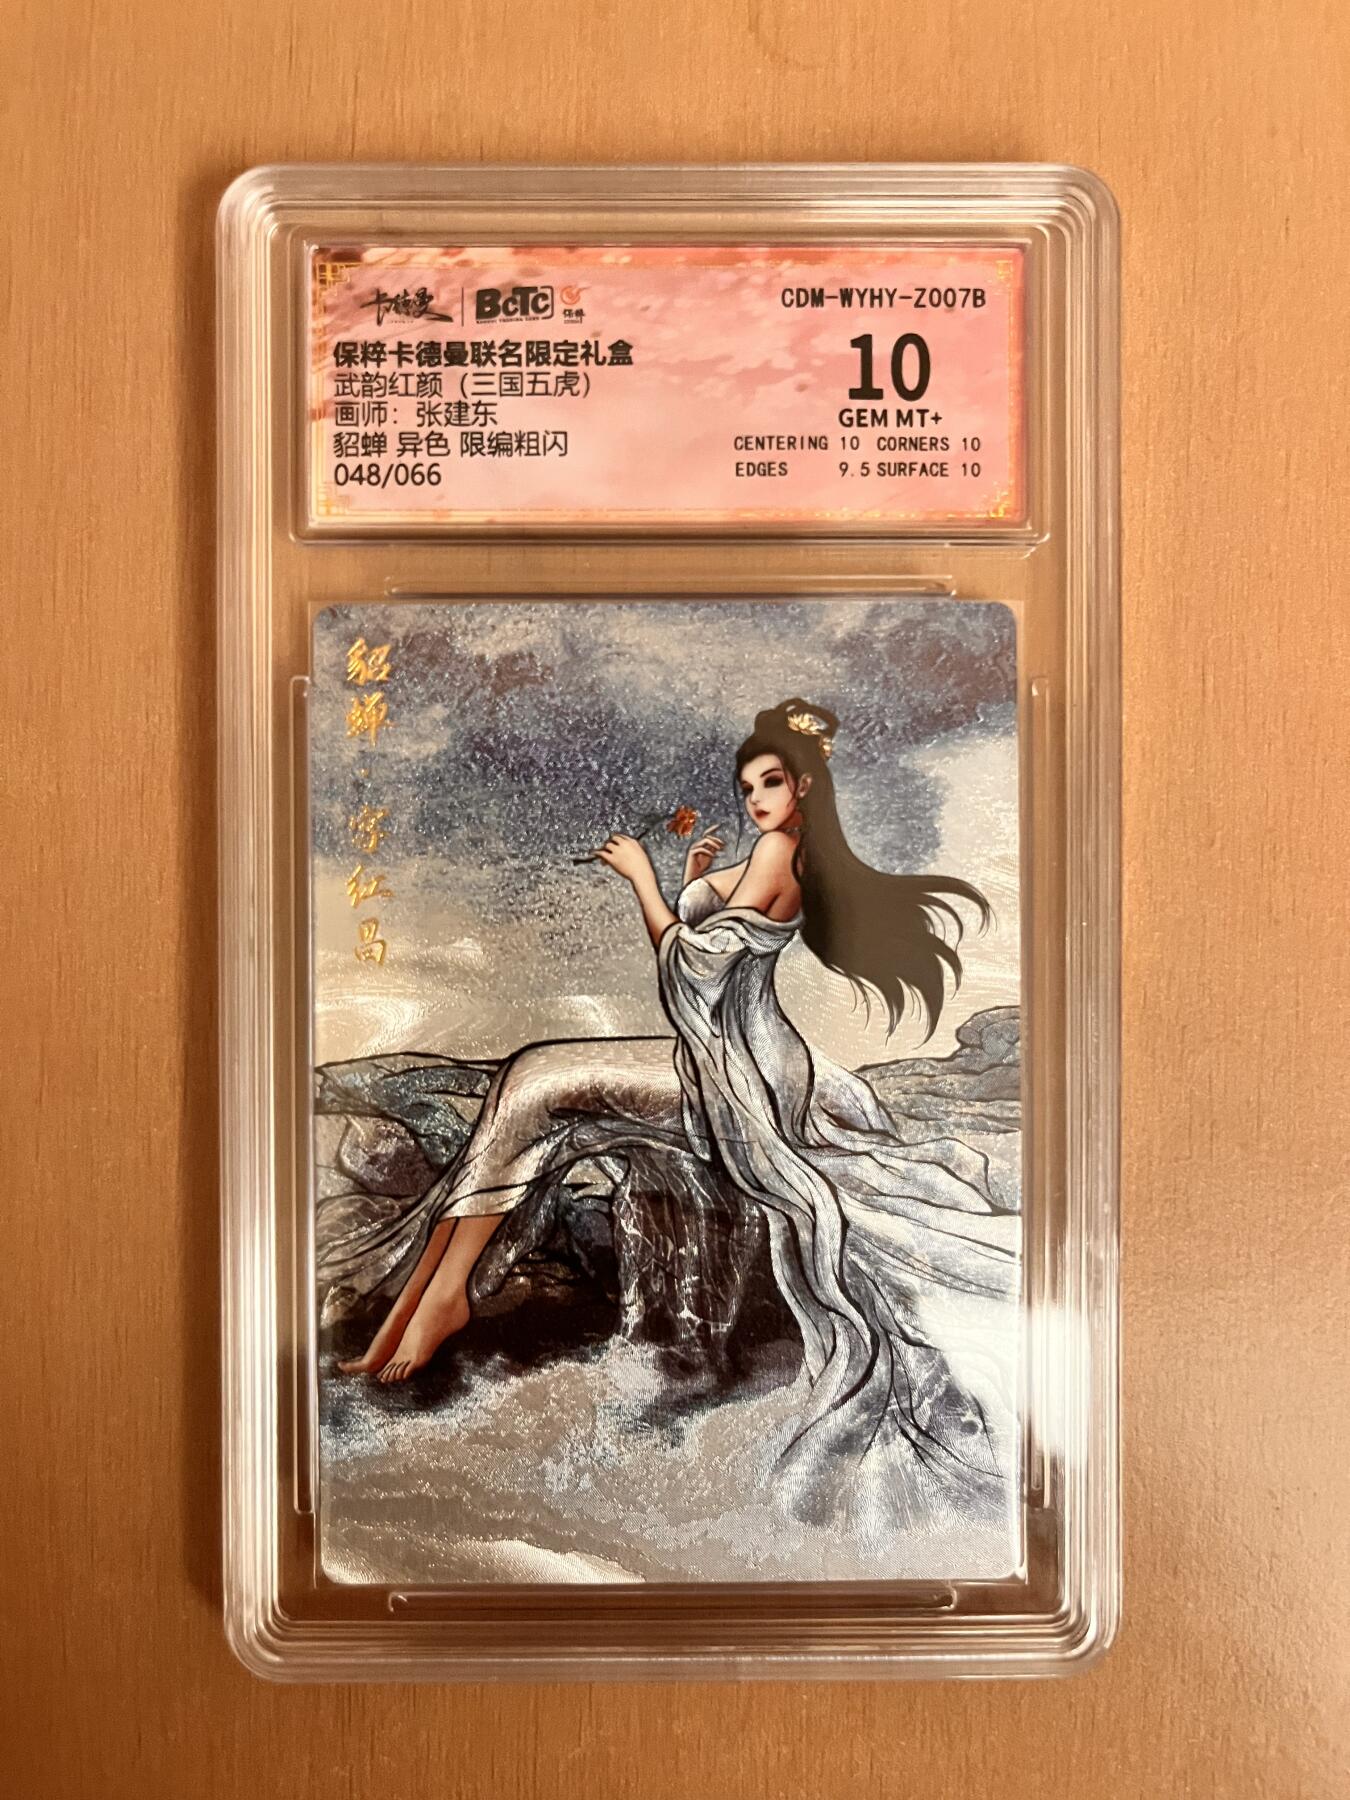 卡德曼 BCTC 保粹
CDM-WYHY-Z007B
保粹卡德曼联名限定礼盒
武韵红颜（三国五虎）
画师：张建东
貂蝉 异色 限编粗闪
048/066
10
GEM MT+
CENTERING 10 CORNERS 10
EDGES 9.5 SURFACE 10
貂蝉·字红昌